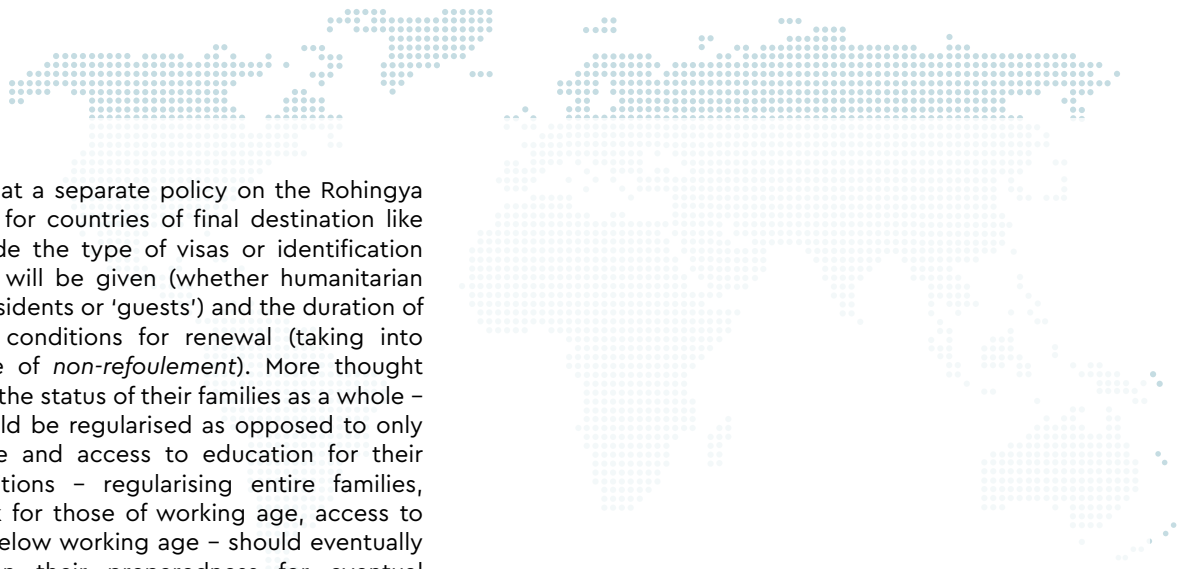 at a separate policy on the Rohingya
for countries of final destination like
de the type of visas or identification
will be given (whether humanitarian
sidents or ‘guests’) and the duration of
conditions for renewal (taking into
e of non-refoulement). More thought
the status of their families as a whole –
ld be regularised as opposed to only
e and access to education for their
tions – regularising entire families,
k for those of working age, access to
elow working age – should eventually
n their preparedness for eventual